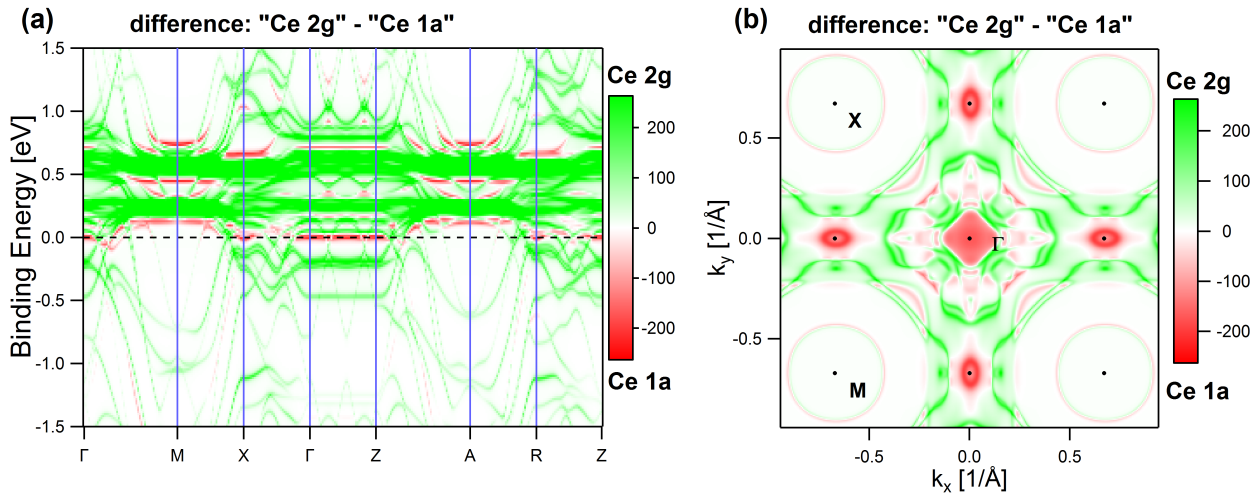 (a)
difference: "Ce 2g" - "Ce 1a"
Binding Energy [eV]
1.5
1.0
0.5
0.0
-0.5
-1.0
-1.5
Γ M X Γ Z A R Z
Ce 2g
200
100
0
-100
-200
Ce 1a
(b)
difference: "Ce 2g" - "Ce 1a"
ky [1/Å]
0.5
0.0
-0.5
X
Γ
M
-0.5 0.0 0.5
kx [1/Å]
Ce 2g
200
100
0
-100
-200
Ce 1a